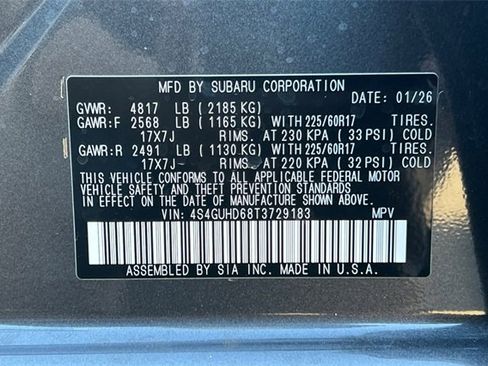 MFD BY SUBARU CORPORATION
DATE: 01/26
GVWR: 4817 LB (2185 KG)
GAWR:F 2568 LB (1165 KG) WITH 225/60R17 TIRES.
17X7J RIMS. AT 230 KPA (33 PSI) COLD
GAWR:R 2491 LB (1130 KG) WITH 225/60R17 TIRES.
17X7J RIMS. AT 220 KPA (32 PSI) COLD
THIS VEHICLE CONFORMS TO ALL APPLICABLE FEDERAL MOTOR
VEHICLE SAFETY AND THEFT PREVENTION STANDARDS
IN EFFECT ON THE DATE OF MANUFACTURE SHOWN ABOVE.
VIN: 4S4GUHD68T3729183 MPV
ASSEMBLED BY SIA INC. MADE IN U.S.A.